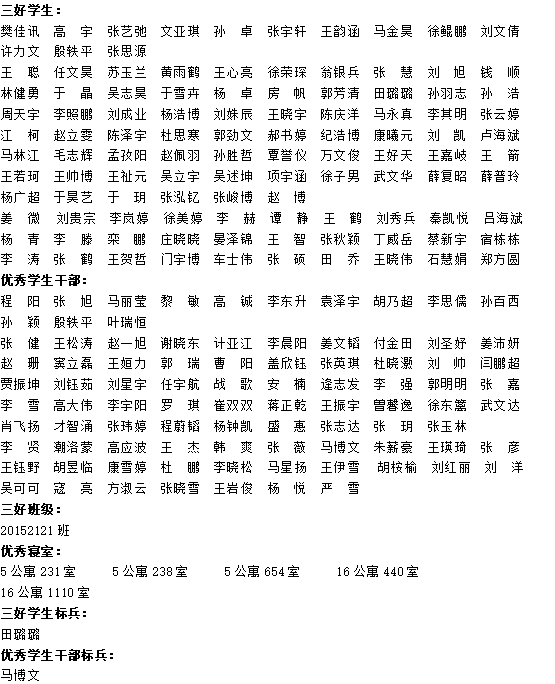 三好学生：
樊佳讯 高 宇 张艺弛 文亚琪 孙 卓 张宇轩 王韵涵 马金昊 徐鲲鹏 刘文倩
许力文 殷轶平 张思源
王 聪 任文昊 苏玉兰 黄雨鹤 王心亮 徐荣琛 翁银兵 张 慧 刘 旭 钱 顺
林健勇 于 晶 吴志昊 于雪卉 杨 卓 房 帆 郭芳清 田璐璐 孙羽志 孙 浩
周天宇 李照鹏 刘成业 杨浩博 刘姝辰 王晓宇 陈庆洋 马永真 李其明 张云婷
江 柯 赵立雯 陈泽宇 杜思寒 郭劲文 郝书婷 纪浩博 康曦元 刘 凯 卢海斌
马林江 毛志辉 孟孜阳 赵佩羽 孙胜哲 覃誉仪 万文俊 王好天 王嘉岐 王 箭
王若珂 王帅博 王祉元 吴立宇 吴述坤 项宇涵 徐子男 武文华 薛复昭 薛普玲
杨广超 于昊艺 于 玥 张泓钇 张峻博 赵 博
姜 微 刘贵宗 李岚婷 徐美婷 李 赫 谭 静 王 鹤 刘秀兵 秦凯悦 吕海斌
杨 青 李 滕 栾 鹏 庄晓晓 晏泽锦 王 智 张秋颖 丁威岳 蔡新宇 宿栋栋
李 涛 张 鹤 王贺哲 门宇博 车士伟 张 硕 田 乔 王晓伟 石慧娟 郑方圆
优秀学生干部：
程 阳 张 旭 马丽莹 黎 敏 高 铖 李东升 袁泽宇 胡乃超 李思儒 孙百西
孙 颖 殷轶平 叶瑞恒
张 健 王松涛 赵一旭 谢晓东 计亚江 李晨阳 姜文韬 付金田 刘圣妤 姜沛妍
赵 珊 窦立磊 王姮力 郭 瑞 曹 阳 盖欣钰 张英琪 杜晓灏 刘 帅 闫鹏超
贾振坤 刘钰茹 刘星宇 任宇航 战 歌 安 楠 逄志发 李 强 郭明明 张 嘉
李 雪 高大伟 李宇阳 罗 琪 崔双双 蒋正乾 王振宇 曾馨逸 徐东篱 武文达
肖飞扬 才智涌 张玮婷 程蔚韬 杨钟凯 盛 惠 张志达 张 玥 张玉林
李 贤 潮洛蒙 高应波 王 杰 韩 爽 张 薇 马博文 朱薪豪 王瑛琦 张 彦
王钰野 胡昱临 康雪婷 杜 鹏 李晓松 马星扬 王伊雪 胡桉榆 刘红丽 刘 洋
吴可可 寇 亮 方淑云 张晓雪 王岩俊 杨 悦 严 雪
三好班级：
20152121 班
优秀寝室：
5 公寓 231 室 5 公寓 238 室 5 公寓 654 室 16 公寓 440 室
16 公寓 1110 室
三好学生标兵：
田璐璐
优秀学生干部标兵：
马博文